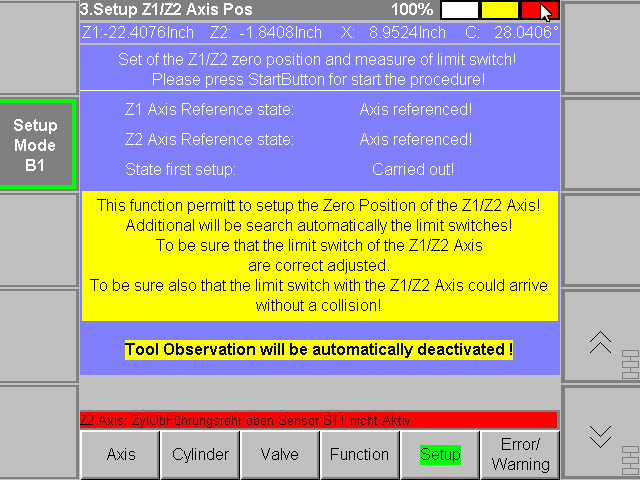 3.Setup Z1/Z2 Axis Pos 100%
Z1:-22.4076Inch Z2: -1.8408Inch X: 8.9524Inch C: 28.0406°
Set of the Z1/Z2 zero position and measure of limit switch!
Please press StartButton for start the procedure!
Z1 Axis Reference state: Axis referenced!
Setup
Mode
B1
Z2 Axis Reference state: Axis referenced!
State first setup: Carried out!
This function permitt to setup the Zero Position of the Z1/Z2 Axis!
Additional will be search automatically the limit switches!
To be sure that the limit switch of the Z1/Z2 Axis
are correct adjusted.
To be sure also that the limit switch with the Z1/Z2 Axis could arrive
without a collision!
Tool Observation will be automatically deactivated !
Z2 Axis: ZylObFührungsrohr oben Sensor ST1 nicht Aktiv
Axis Cylinder Valve Function Setup Error/
Warning